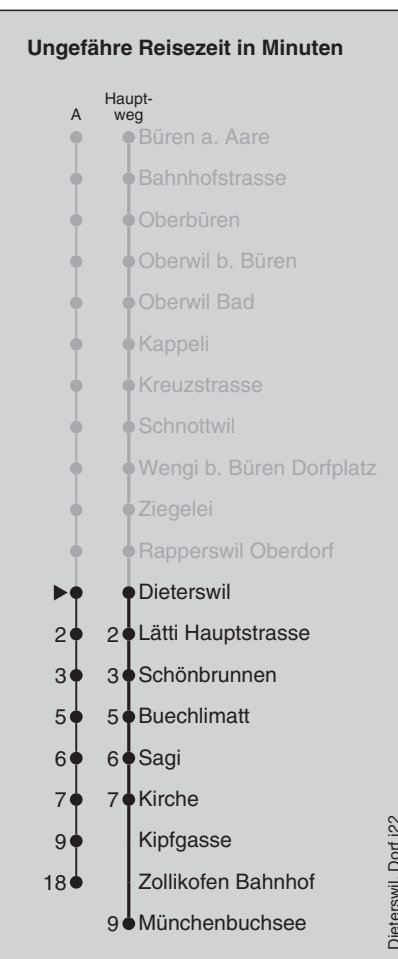 Ungefähre Reisezeit in Minuten
A Haupt-
weg
Büren a. Aare
Bahnhofstrasse
Oberbüren
Oberwil b. Büren
Oberwil Bad
Kappeli
Kreuzstrasse
Schnottwil
Wengi b. Büren Dorfplatz
Ziegelei
Rapperswil Oberdorf
Dieterswil
2 2 Lätti Hauptstrasse
3 3 Schönbrunnen
5 5 Buechlimatt
6 6 Sagi
7 7 Kirche
9 Kipfgasse
18 Zollikofen Bahnhof
9 Münchenbuchsee
Dieterswil, Dorf j22